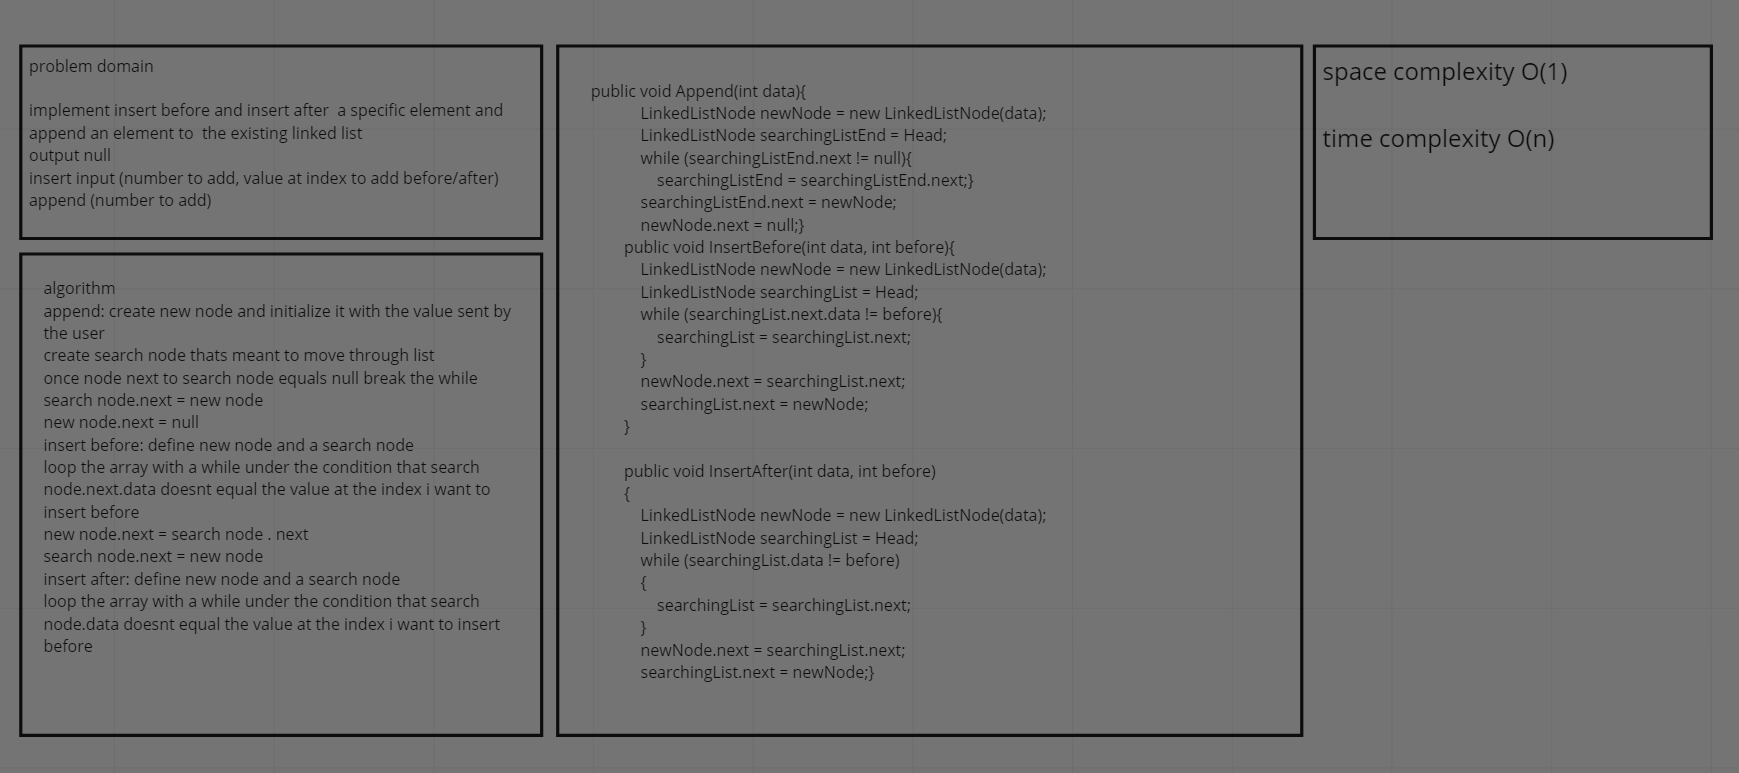 problem domain
implement insert before and insert after  a specific element and
append an element to  the existing linked list
output null
insert input (number to add, value at index to add before/after)
append (number to add)
algorithm
append: create new node and initialize it with the value sent by
the user
create search node thats meant to move through list
once node next to search node equals null break the while
search node.next = new node
new node.next = null
insert before: define new node and a search node
loop the array with a while under the condition that search
node.next.data doesnt equal the value at the index i want to
insert before
new node.next = search node . next
search node.next = new node
insert after: define new node and a search node
loop the array with a while under the condition that search
node.data doesnt equal the value at the index i want to insert
before
public void Append(int data){
LinkedListNode newNode = new LinkedListNode(data);
LinkedListNode searchingListEnd = Head;
while (searchingListEnd.next != null){
searchingListEnd = searchingListEnd.next;}
searchingListEnd.next = newNode;
newNode.next = null;}
public void InsertBefore(int data, int before){
LinkedListNode newNode = new LinkedListNode(data);
LinkedListNode searchingList = Head;
while (searchingList.next.data != before){
searchingList = searchingList.next;
}
newNode.next = searchingList.next;
searchingList.next = newNode;
}
public void InsertAfter(int data, int before)
{
LinkedListNode newNode = new LinkedListNode(data);
LinkedListNode searchingList = Head;
while (searchingList.data != before)
{
searchingList = searchingList.next;
}
newNode.next = searchingList.next;
searchingList.next = newNode;}
space complexity O(1)
time complexity O(n)